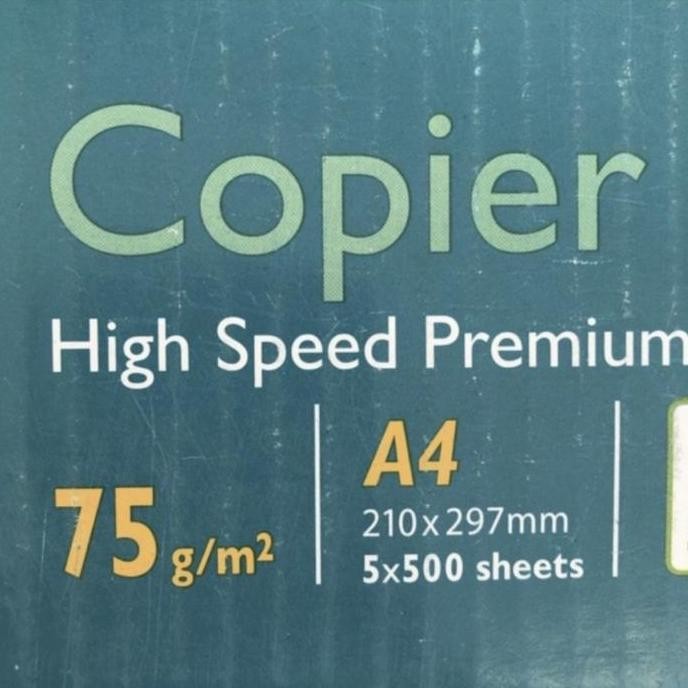 Copier
High Speed Premium
75 g/m²
A4
210x297mm
5x500 sheets